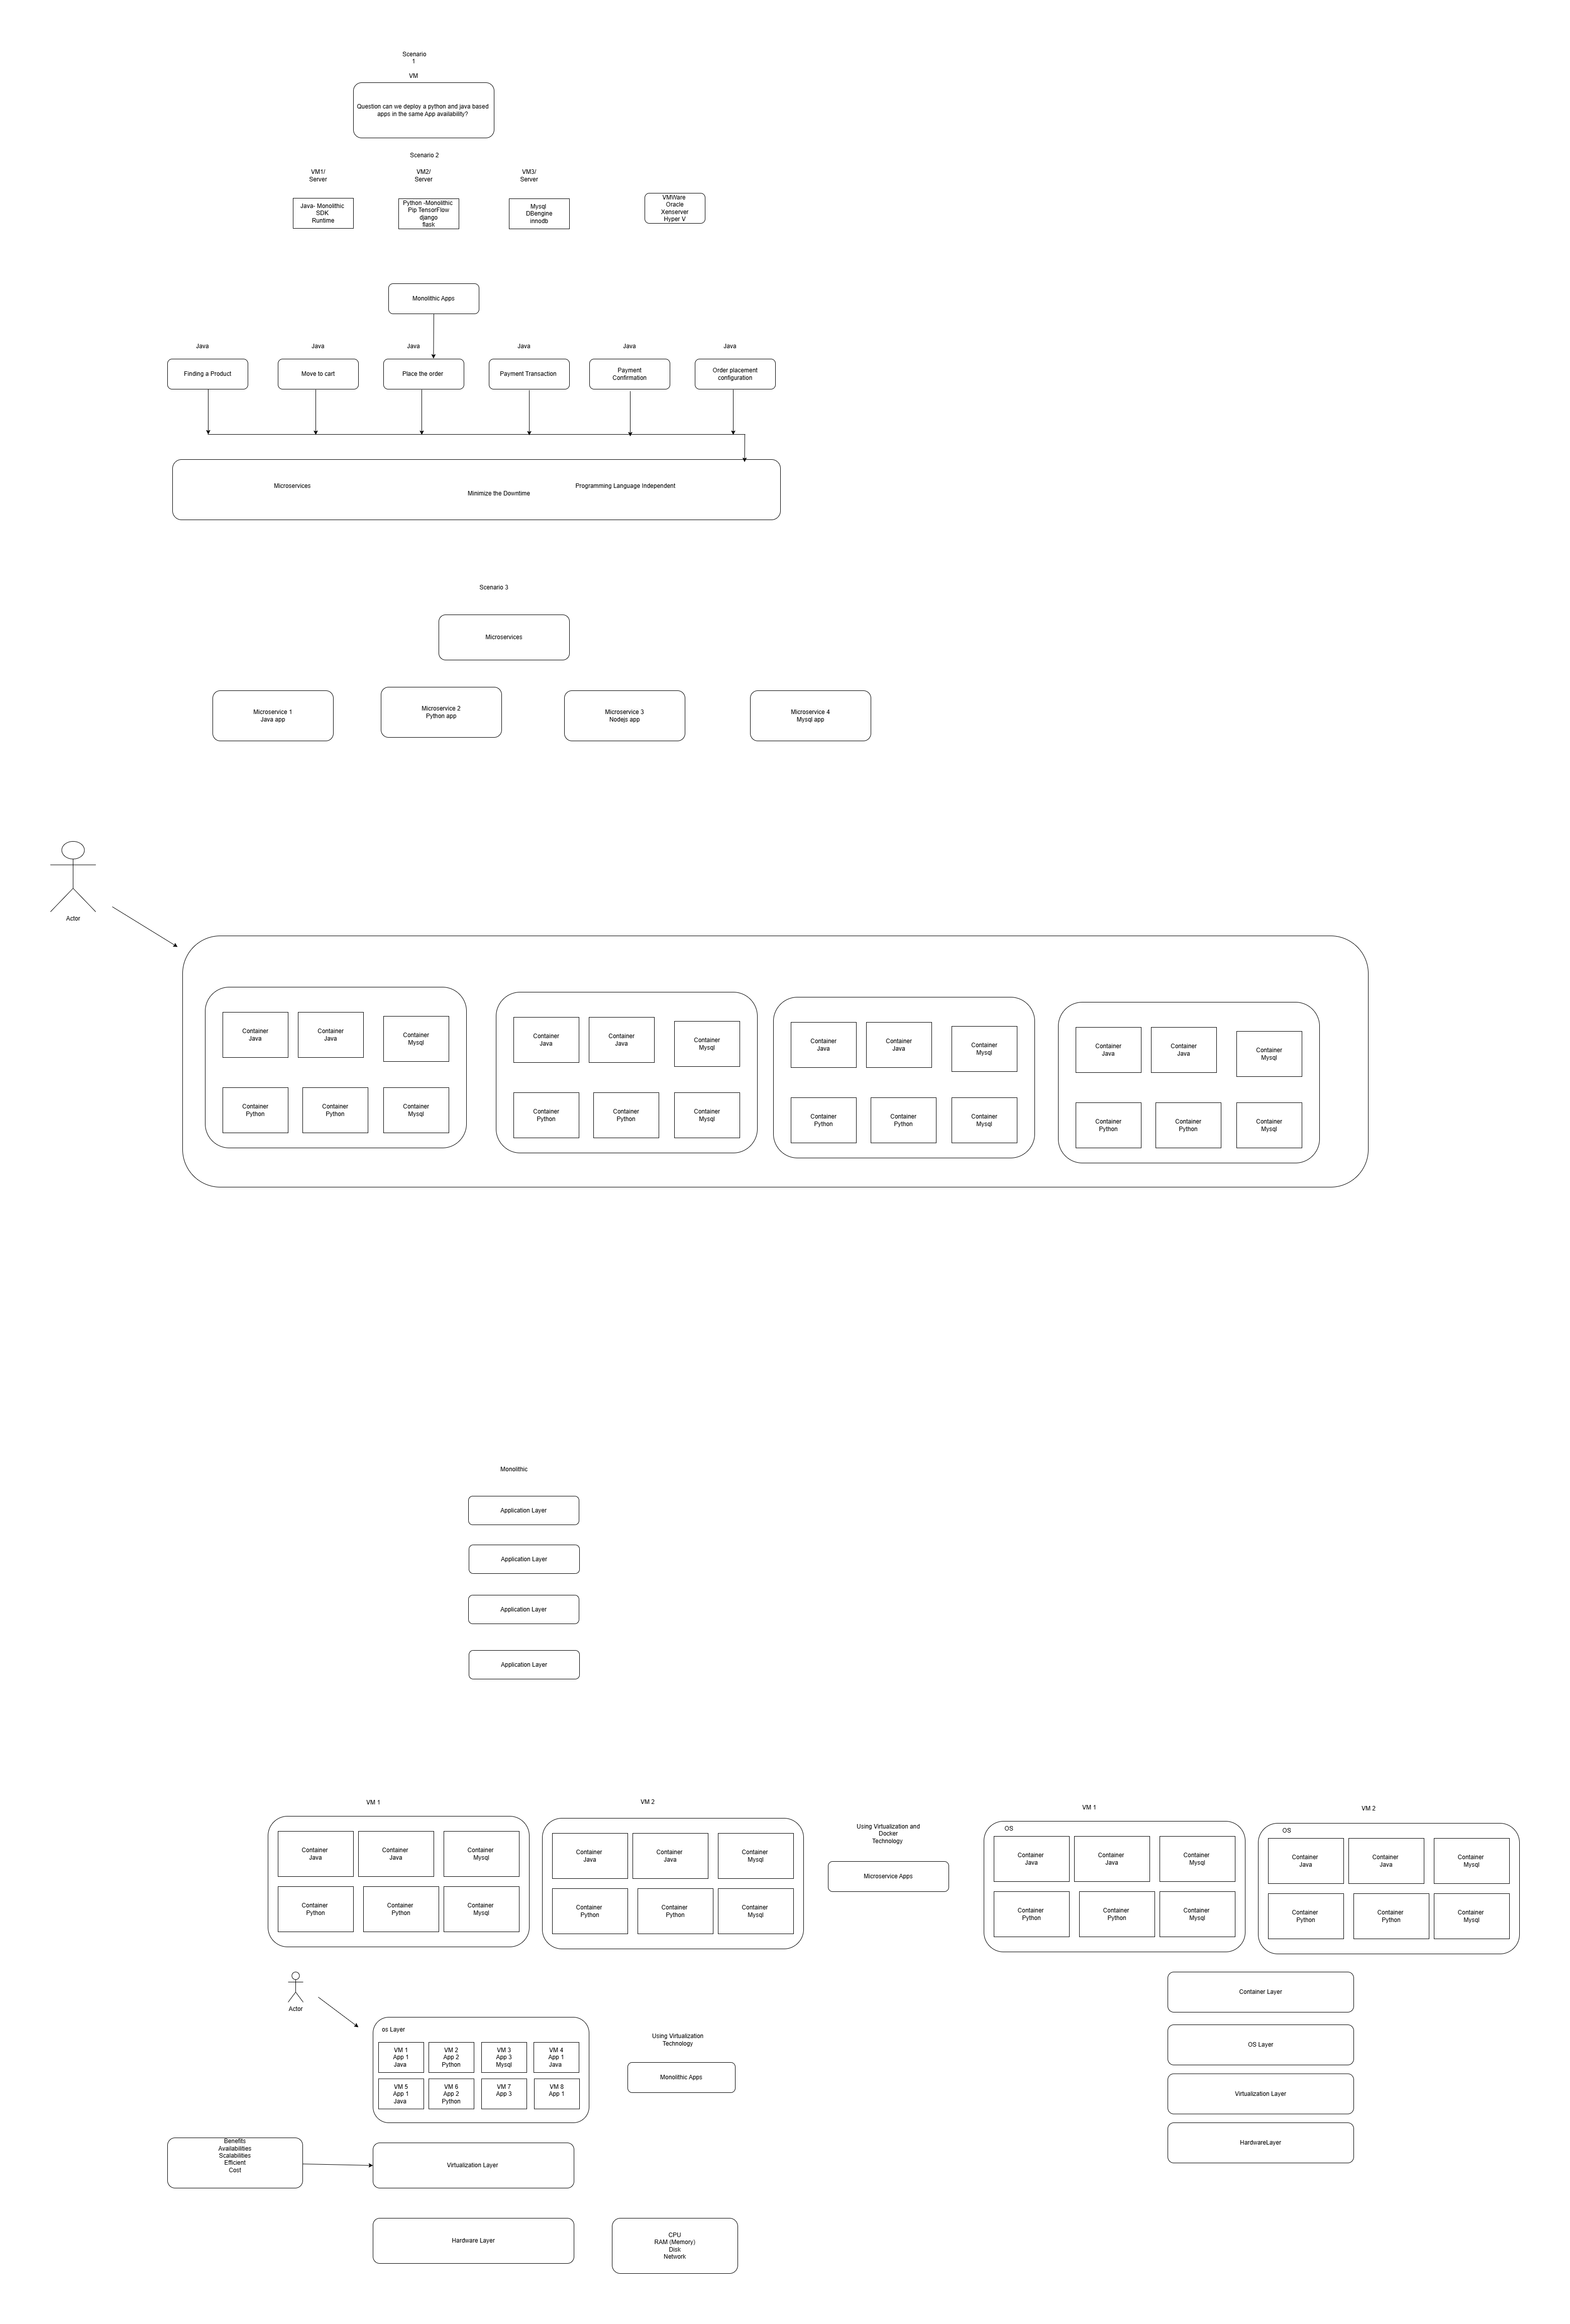 Scenario
1
VM
Question can we deploy a python and java based
apps in the same App availability?
Scenario 2
VM1/
Server
VM2/
Server
VM3/
Server
Java- Monolithic
SDK
Runtime
Python -Monolithic
Pip TensorFlow
django
flask
Mysql
DBengine
innodb
VMWare
Oracle
Xenserver
Hyper V
Monolithic Apps
Java
Java
Java
Java
Java
Java
Finding a Product
Move to cart
Place the order
Payment Transaction
Payment
Confirmation
Order placement
configuration
Microservices
Minimize the Downtime
Programming Language Independent
Scenario 3
Microservices
Microservice 1
Java app
Microservice 2
Python app
Microservice 3
Nodejs app
Microservice 4
Mysql app
Actor
Container
Java
Container
Java
Container
Mysql
Container
Python
Container
Python
Container
Mysql
Container
Java
Container
Java
Container
Mysql
Container
Python
Container
Python
Container
Mysql
Container
Java
Container
Java
Container
Mysql
Container
Python
Container
Python
Container
Mysql
Container
Java
Container
Java
Container
Mysql
Container
Python
Container
Python
Container
Mysql
Monolithic
Application Layer
Application Layer
Application Layer
Application Layer
VM 1
Container
Java
Container
Java
Container
Mysql
Container
Python
Container
Python
Container
Mysql
VM 2
Container
Java
Container
Java
Container
Mysql
Container
Python
Container
Python
Container
Mysql
Using Virtualization and
Docker
Technology
Microservice Apps
VM 1
OS
Container
Java
Container
Java
Container
Mysql
Container
Python
Container
Python
Container
Mysql
VM 2
OS
Container
Java
Container
Java
Container
Mysql
Container
Python
Container
Python
Container
Mysql
Actor
os Layer
VM 1
App 1
Java
VM 2
App 2
Python
VM 3
App 3
Mysql
VM 4
App 1
Java
VM 5
App 1
Java
VM 6
App 2
Python
VM 7
App 3
VM 8
App 1
Using Virtualization
Technology
Monolithic Apps
Container Layer
OS Layer
Virtualization Layer
HardwareLayer
Benefits
Availabilities
Scalabilities
Efficient
Cost
Virtualization Layer
Hardware Layer
CPU
RAM (Memory)
Disk
Network